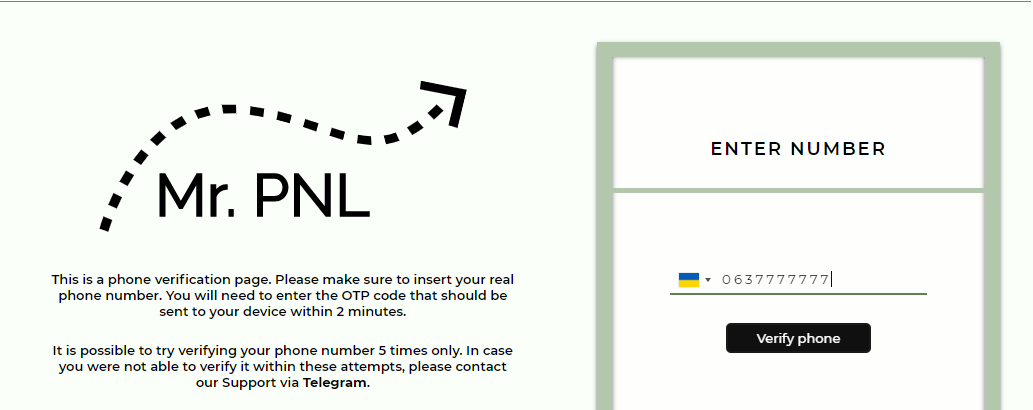 Mr. PNL
This is a phone verification page. Please make sure to insert your real
phone number. You will need to enter the OTP code that should be
sent to your device within 2 minutes.
It is possible to try verifying your phone number 5 times only. In case
you were not able to verify it within these attempts, please contact
our Support via Telegram.
ENTER NUMBER
0637777777
Verify phone